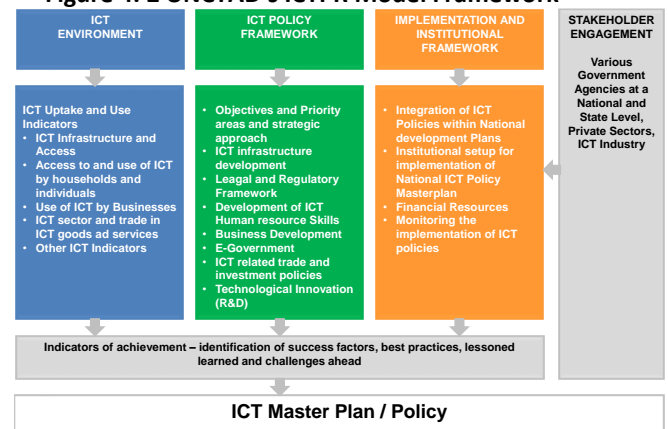 Figure 4. 2 UNCTAD's ICTPR Model Framework
ICT
ENVIRONMENT
ICT POLICY
FRAMEWORK
IMPLEMENTATION AND
INSTITUTIONAL
FRAMEWORK
STAKEHOLDER
ENGAGEMENT
Various
Government
Agencies at a
National and
State Level,
Private Sectors,
ICT Industry
ICT Uptake and Use
Indicators
• ICT Infrastructure and
Access
• Access to and use of ICT
by households and
individuals
• Use of ICT by Businesses
• ICT sector and trade in
ICT goods ad services
• Other ICT Indicators
• Objectives and Priority
areas and strategic
approach
• ICT infrastructure
development
• Leagal and Regulatory
Framework
• Development of ICT
Human resource Skills
• Business Development
• E-Government
• ICT related trade and
investment policies
• Technological Innovation
(R&D)
• Integration of ICT
Policies within National
development Plans
• Institutional setup for
implementation of
National ICT Policy
Masterplan
• Financial Resources
• Monitoring the
implementation of ICT
policies
Indicators of achievement – identification of success factors, best practices, lessoned
learned and challenges ahead
ICT Master Plan / Policy